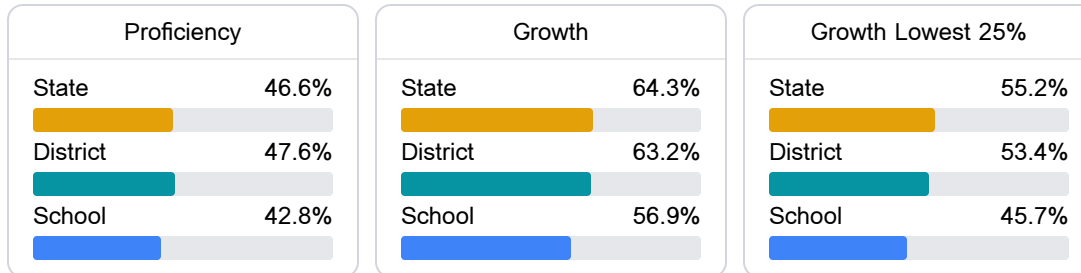 Proficiency
State 46.6%
District 47.6%
School 42.8%
Growth
State 64.3%
District 63.2%
School 56.9%
Growth Lowest 25%
State 55.2%
District 53.4%
School 45.7%